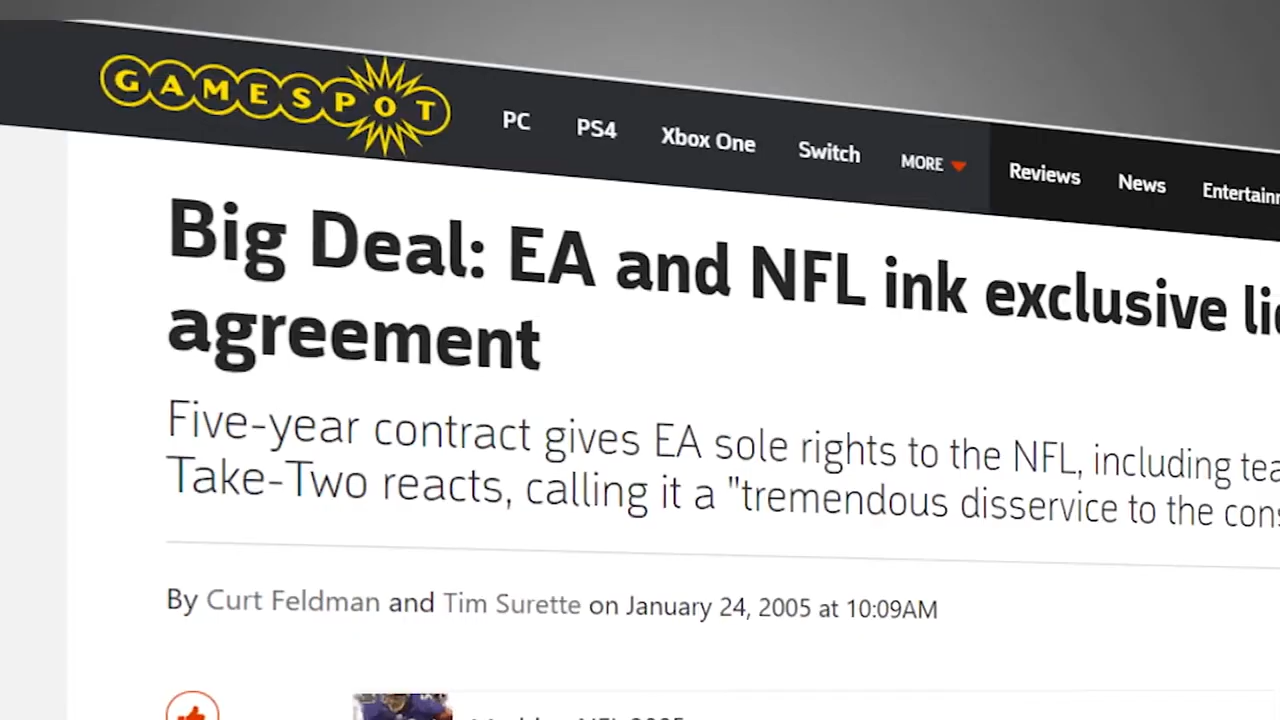 GAMESPOT
PC PS4 Xbox One Switch MORE Reviews News
Big Deal: EA and NFL ink exclusive
agreement
Five-year contract gives EA sole rights to the NFL, including
Take-Two reacts, calling it a "tremendous disservice to the
By Curt Feldman and Tim Surette on January 24, 2005 at 10:09AM